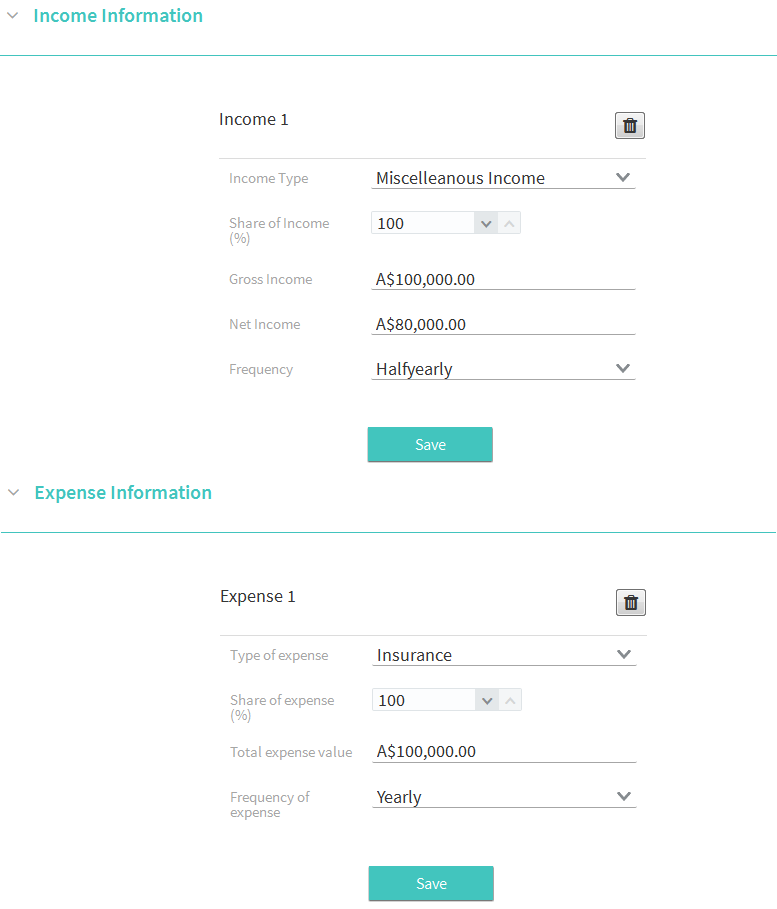 Income Information
Income 1
Income Type
Miscelleanous Income
Share of Income
(%)
100
Gross Income
A$100,000.00
Net Income
A$80,000.00
Frequency
Halfyearly
Save
Expense Information
Expense 1
Type of expense
Insurance
Share of expense
(%)
100
Total expense value
A$100,000.00
Frequency of
expense
Yearly
Save